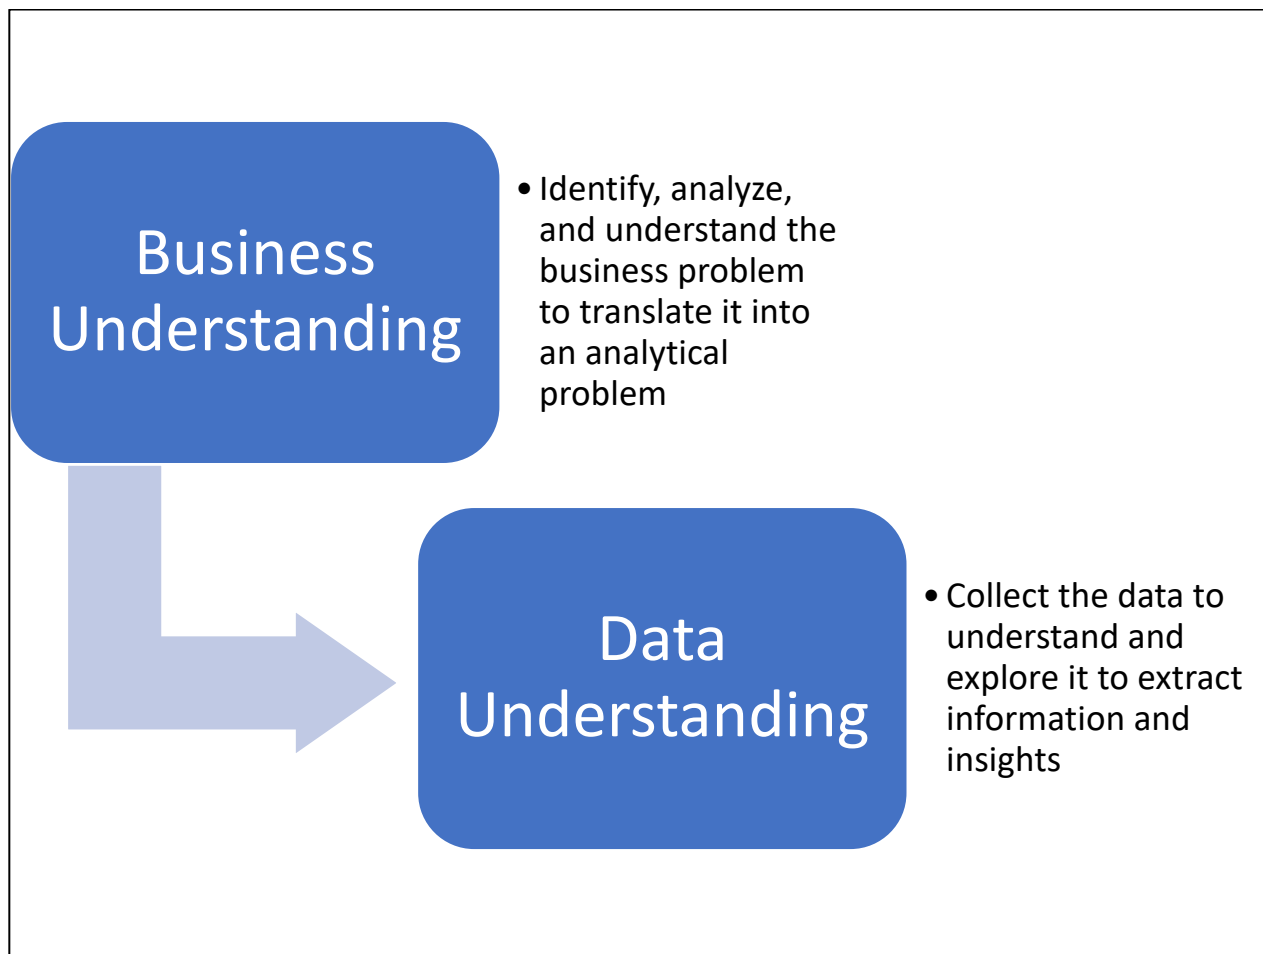 Business
Understanding
• Identify, analyze,
and understand the
business problem
to translate it into
an analytical
problem
Data
Understanding
• Collect the data to
understand and
explore it to extract
information and
insights